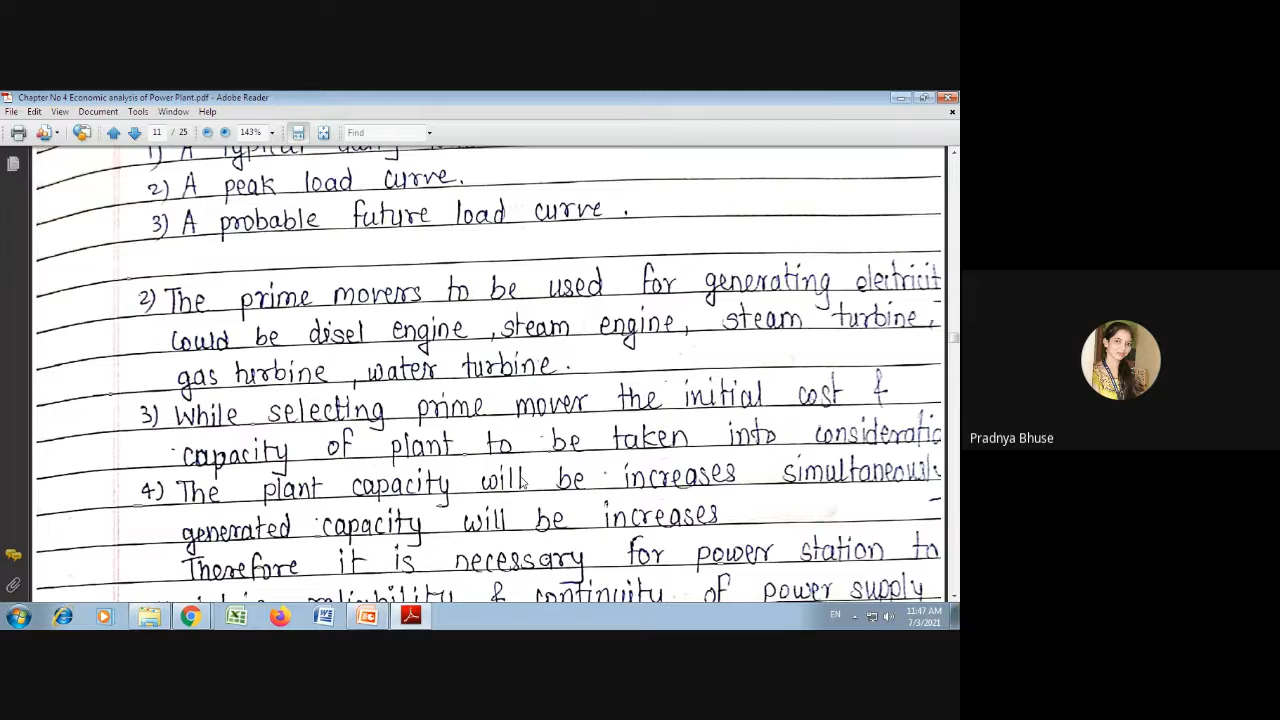 Chapter No 4 Economic analysis of Power Plant.pdf - Adobe Reader
File Edit View Document Tools Window Help
11 / 25 143% Find
1) A typical
2) A peak load curve.
3) A probable future load curve.
2) The prime movers to be used for generating electricit
could be disel engine, steam engine, steam turbine,
gas turbine, water turbine.
3) While selecting prime mover the initial cost &
capacity of plant to be taken into consideratio
4) The plant capacity will be increases simultaneousl
generated capacity will be increases
Therefore it is necessary for power station to
reliability & continuity of power supply
Pradnya Bhuse
EN
11:47 AM
7/3/2021